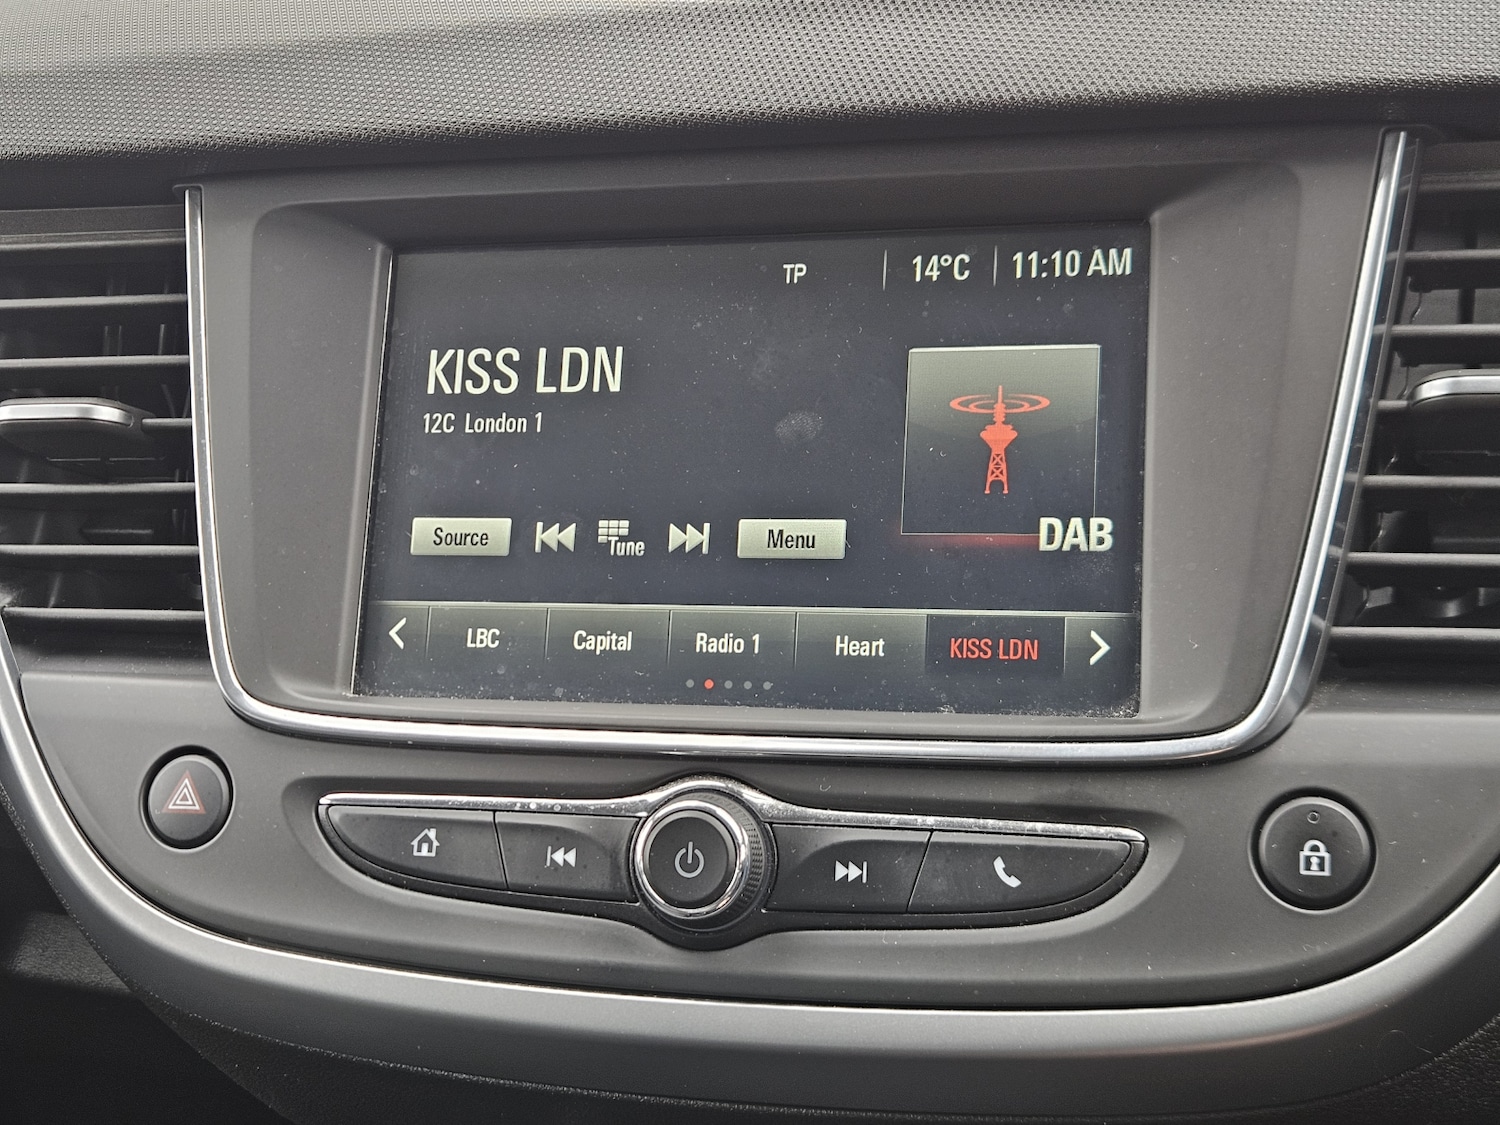 TP 14°C 11:10 AM
KISS LDN
12C London 1
Source Tune Menu
DAB
LBC Capital Radio 1 Heart KISS LDN